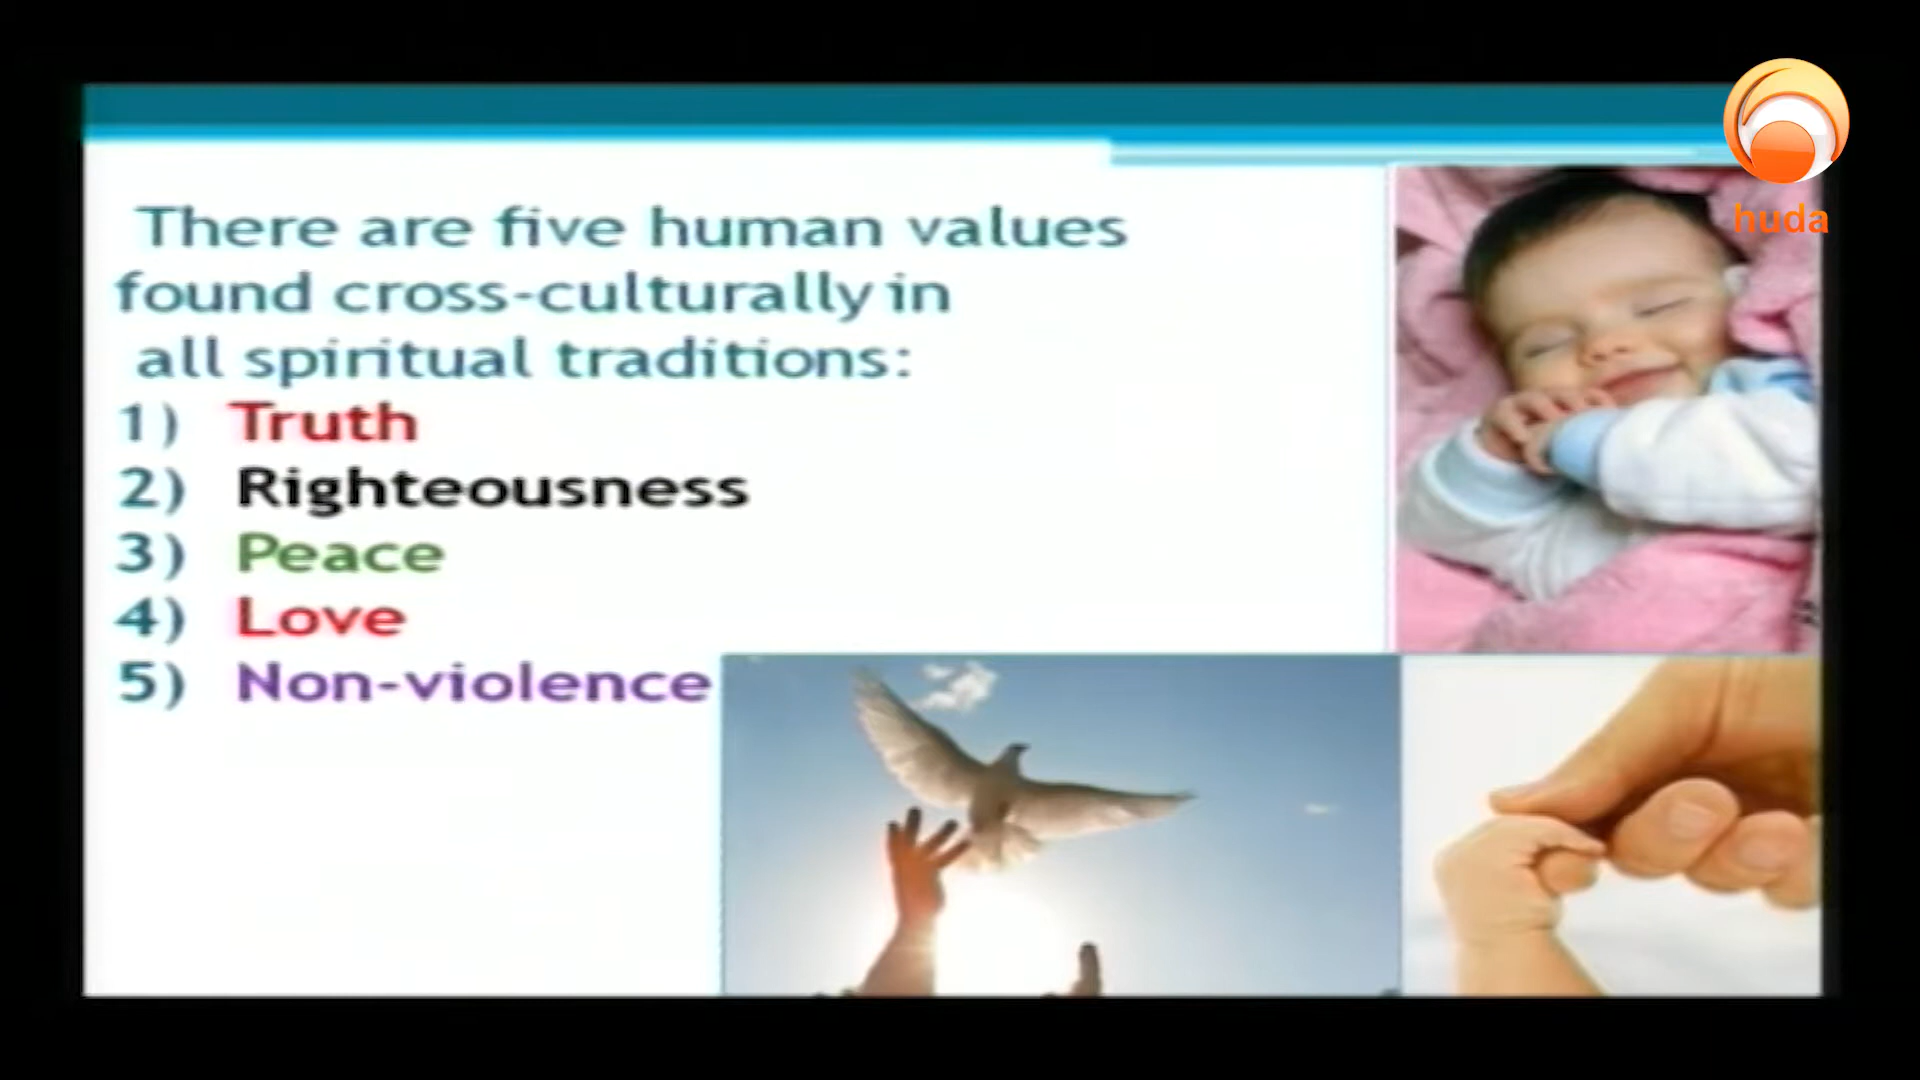 There are five human values
found cross-culturally in
all spiritual traditions:
1) Truth
2) Righteousness
3) Peace
4) Love
5) Non-violence
huda